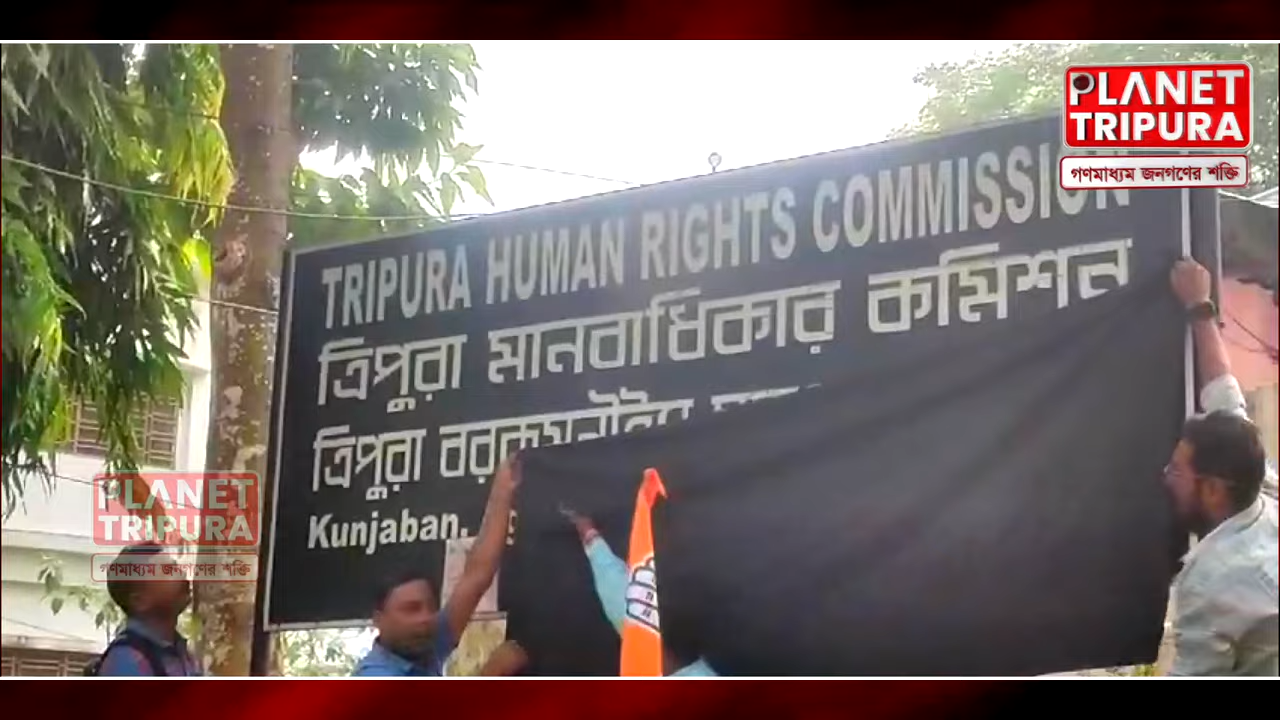 PLANET
TRIPURA
গণমাধ্যম জনগণের শক্তি
TRIPURA HUMAN RIGHTS COMMISSION
ত্রিপুরা মানবাধিকার কমিশন
ত্রিপুরা
Kunjaban,
PLANET
TRIPURA
গণমাধ্যম জনগণের শক্তি